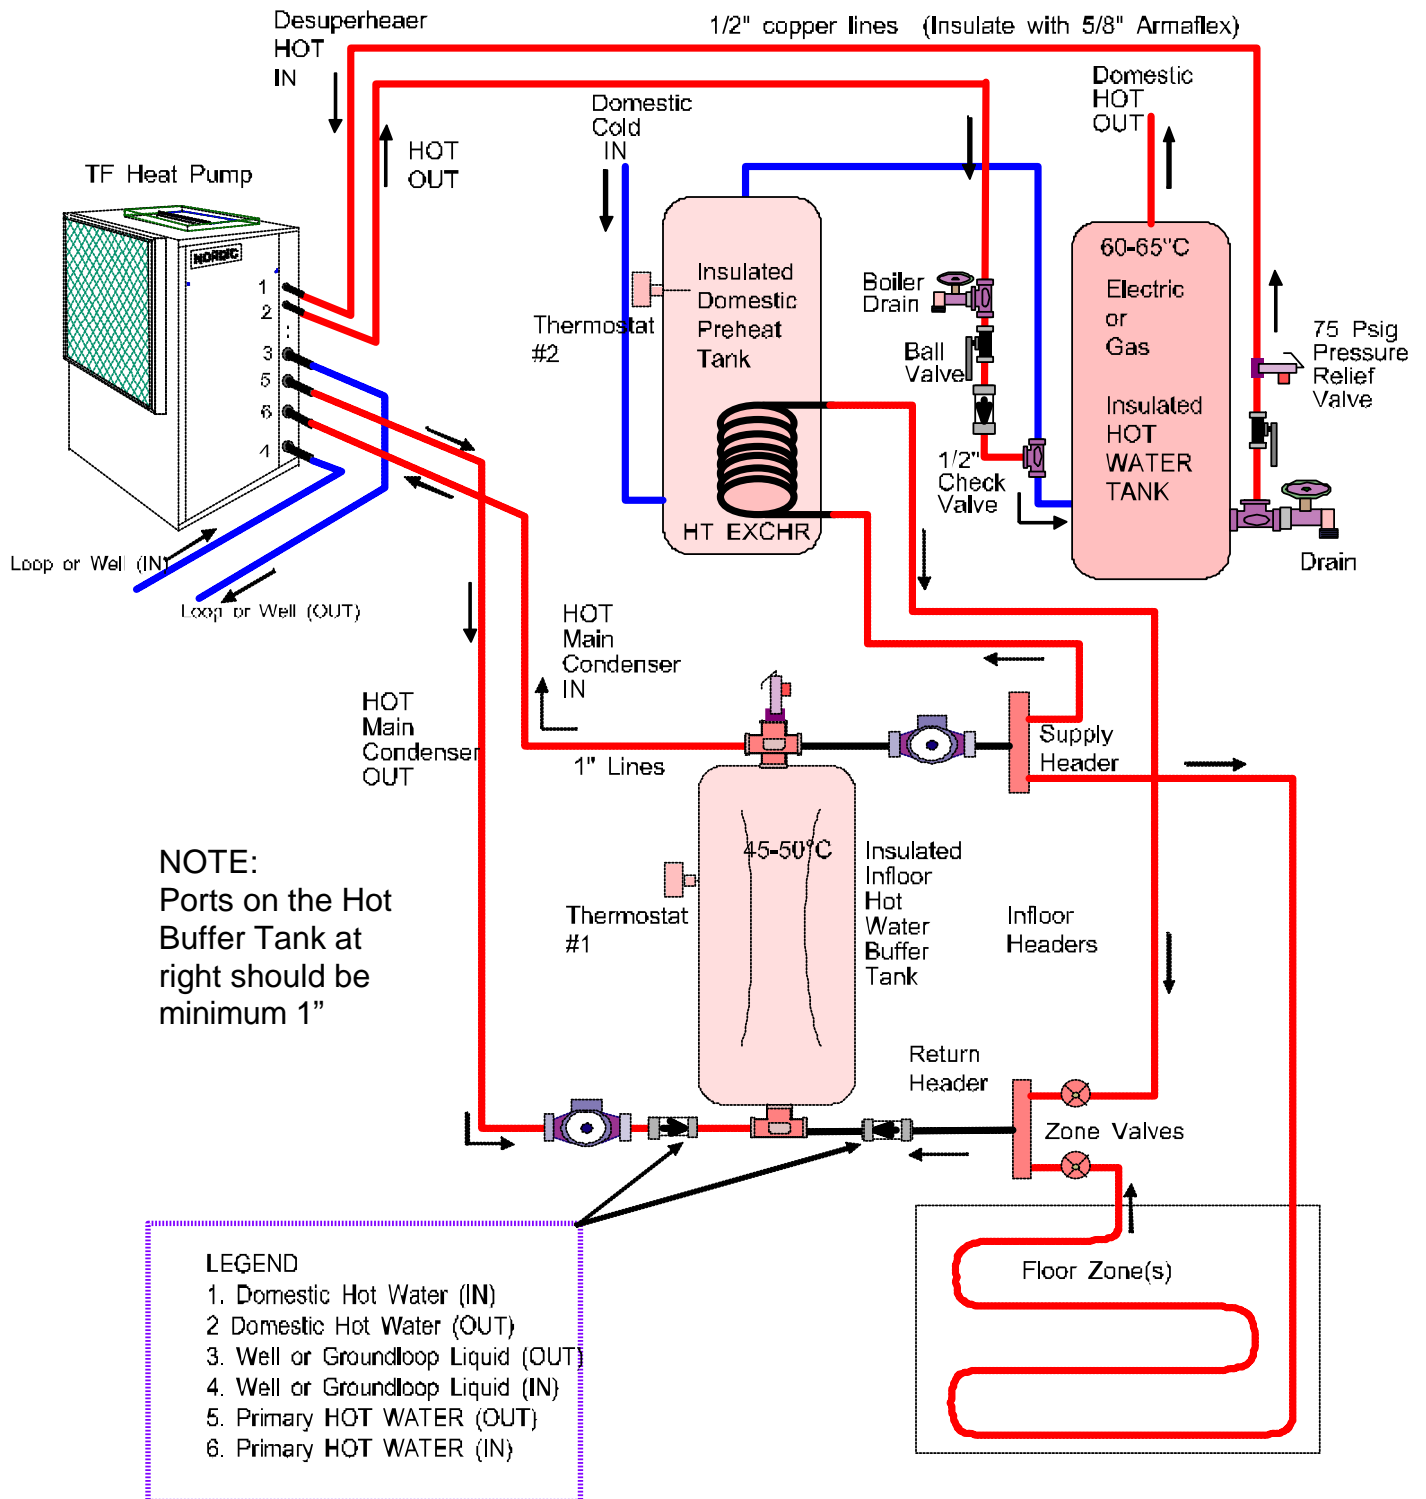 Desuperheaer
HOT
IN
1/2" copper lines (Insulate with 5/8" Armaflex)
Domestic
HOT
OUT
Domestic
Cold
IN
HOT
OUT
TF Heat Pump
NORDIC
1
2
3
5
6
4
Loop or Well (IN)
Loop or Well (OUT)
Thermostat
#2
Insulated
Domestic
Preheat
Tank
HT EXCHR
Boiler
Drain
Ball
Valve
1/2"
Check
Valve
60-65°C
Electric
or
Gas
Insulated
HOT
WATER
TANK
75 Psig
Pressure
Relief
Valve
Drain
HOT
Main
Condenser
IN
HOT
Main
Condenser
OUT
1" Lines
Supply
Header
45-50°C
Thermostat
#1
Insulated
Infloor
Hot
Water
Buffer
Tank
Infloor
Headers
NOTE:
Ports on the Hot
Buffer Tank at
right should be
minimum 1”
Return
Header
Zone Valves
Floor Zone(s)
LEGEND
1. Domestic Hot Water (IN)
2 Domestic Hot Water (OUT)
3. Well or Groundloop Liquid (OUT)
4. Well or Groundloop Liquid (IN)
5. Primary HOT WATER (OUT)
6. Primary HOT WATER (IN)